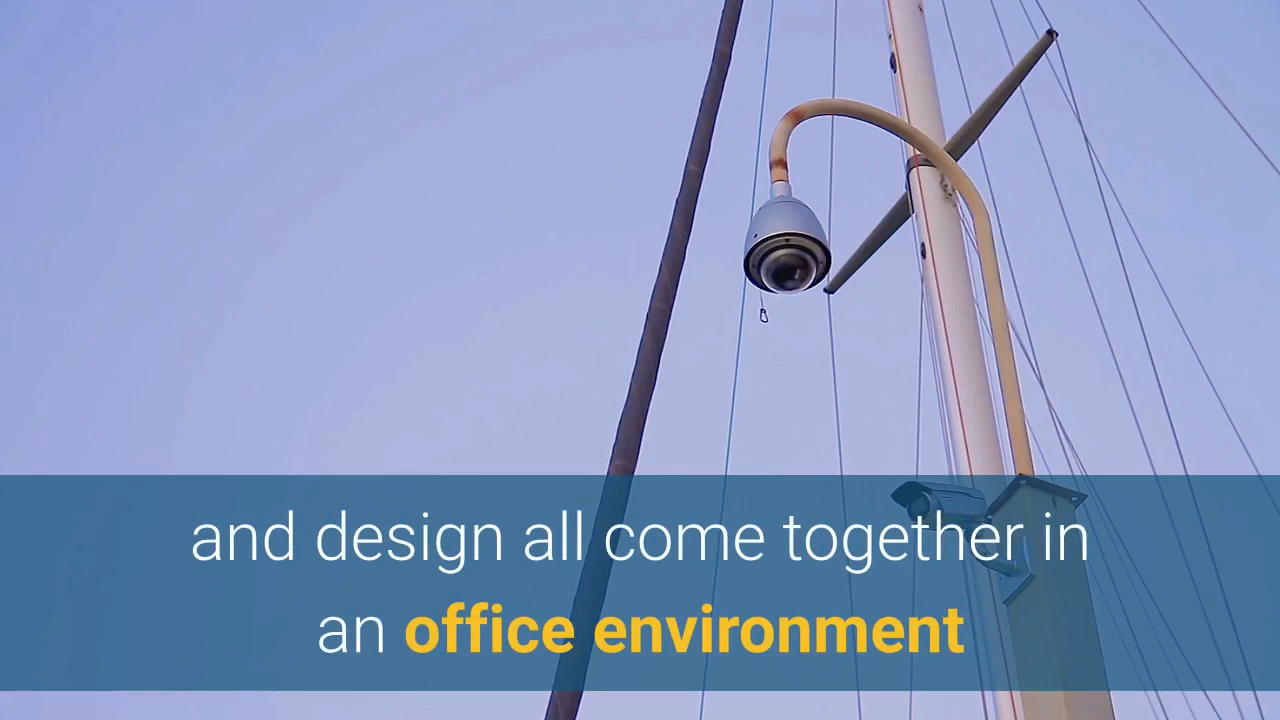 and design all come together in
an office environment